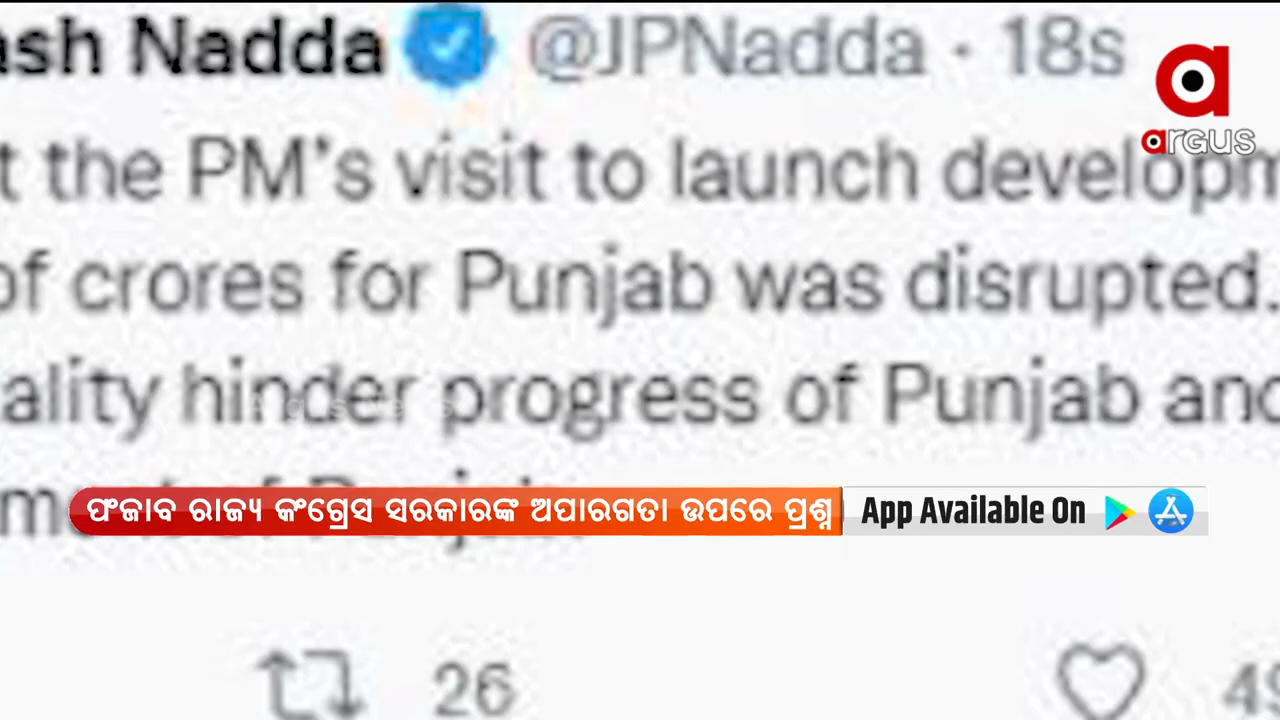 ash Nadda @JPNadda · 18s
argus
t the PM's visit to launch developm
of crores for Punjab was disrupted.
ality hinder progress of Punjab and
ପଂଜାବ ରାଜ୍ୟ କଂଗ୍ରେସ ସରକାରଙ୍କ ଅପାରଗତା ଉପରେ ପ୍ରଶ୍ନ
App Available On
26
49